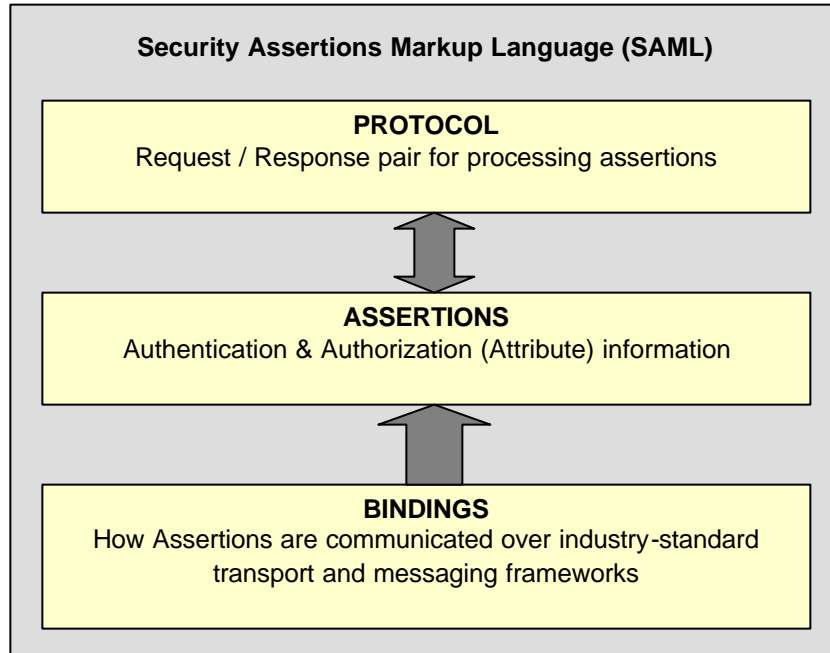 Security Assertions Markup Language (SAML)
PROTOCOL
Request / Response pair for processing assertions
ASSERTIONS
Authentication & Authorization (Attribute) information
BINDINGS
How Assertions are communicated over industry-standard
transport and messaging frameworks